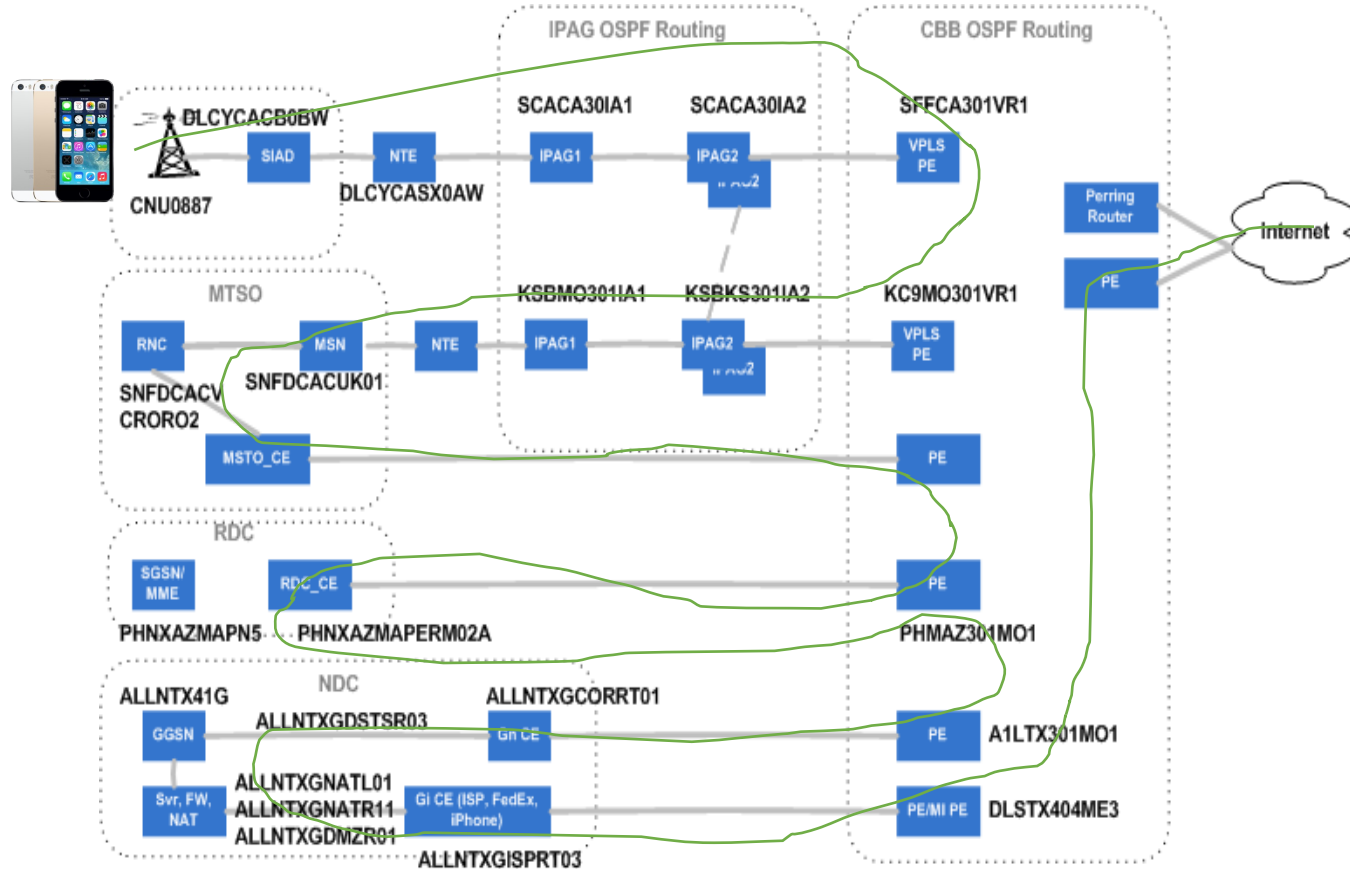 IPAG OSPF Routing
CBB OSPF Routing
DLCYCACB0BW
SCACA30IA1
SCACA30IA2
SFFCA301VR1
SIAD
NTE
IPAG1
IPAG2
IPAG2
VPLS
PE
CNU0887
DLCYCASX0AW
Perring
Router
Internet
PE
MTSO
KSBMO301IA1
KSBKS301IA2
KC9MO301VR1
RNC
MSN
NTE
IPAG1
IPAG2
IPAG2
VPLS
PE
SNFDCACV
CRORO2
SNFDCACUK01
MSTO_CE
PE
RDC
SGSN/
MME
RDC_CE
PE
PHNXAZMAPN5
PHNXAZMAPERM02A
PHMAZ301MO1
NDC
ALLNTX41G
ALLNTXGCORRT01
ALLNTXGDSTSR03
GGSN
Gn CE
PE
A1LTX301MO1
Svr, FW,
NAT
ALLNTXGNATL01
ALLNTXGNATR11
ALLNTXGDMZR01
Gi CE (ISP, FedEx,
iPhone)
PE/MI PE
DLSTX404ME3
ALLNTXGISPRT03